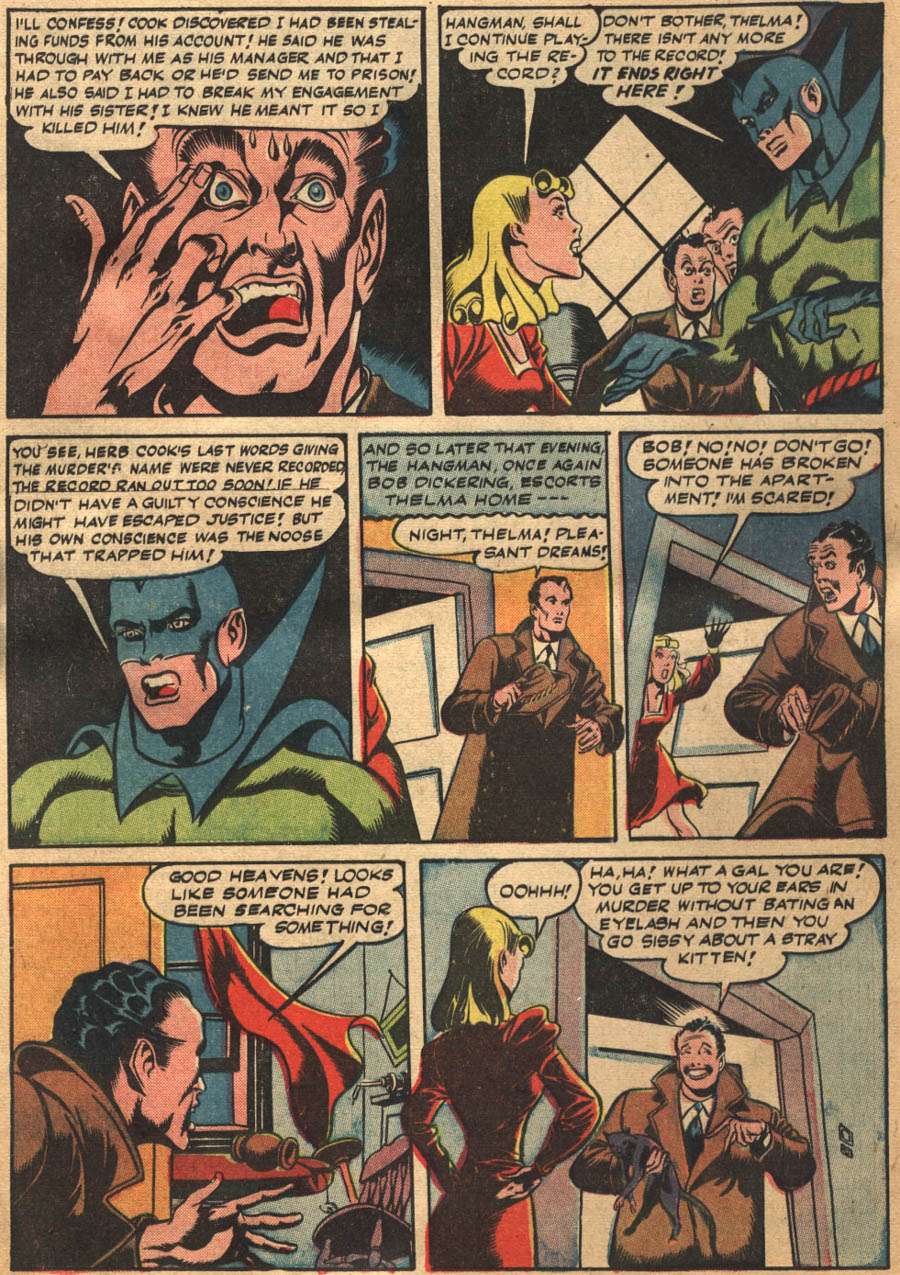 I'LL CONFESS! COOK DISCOVERED I HAD BEEN STEAL-
ING FUNDS FROM HIS ACCOUNT! HE SAID HE WAS
THROUGH WITH ME AS HIS MANAGER AND THAT I
HAD TO PAY BACK OR HE'D SEND ME TO PRISON!
HE ALSO SAID I HAD TO BREAK MY ENGAGEMENT
WITH HIS SISTER! I KNEW HE MEANT IT SO I
KILLED HIM!
HANGMAN, SHALL
I CONTINUE PLAY-
ING THE RE-
CORD?
DON'T BOTHER, THELMA!
THERE ISN'T ANY MORE
TO THE RECORD!
IT ENDS RIGHT
HERE!
YOU SEE, HERB COOK'S LAST WORDS GIVING
THE MURDER'S NAME WERE NEVER RECORDED,
THE RECORD RAN OUT TOO SOON! IF HE
DIDN'T HAVE A GUILTY CONSCIENCE HE
MIGHT HAVE ESCAPED JUSTICE! BUT
HIS OWN CONSCIENCE WAS THE NOOSE
THAT TRAPPED HIM!
AND SO LATER THAT EVENING,
THE HANGMAN, ONCE AGAIN
BOB DICKERING, ESCORTS
THELMA HOME ---
NIGHT, THELMA! PLEA-
SANT DREAMS!
BOB! NO! NO! DON'T GO!
SOMEONE HAS BROKEN
INTO THE APART-
MENT! I'M SCARED!
GOOD HEAVENS! LOOKS
LIKE SOMEONE HAD
BEEN SEARCHING FOR
SOMETHING!
OOHHH!
HA, HA! WHAT A GAL YOU ARE!
YOU GET UP TO YOUR EARS IN
MURDER WITHOUT BATING AN
EYELASH AND THEN YOU
GO SISSY ABOUT A STRAY
KITTEN!